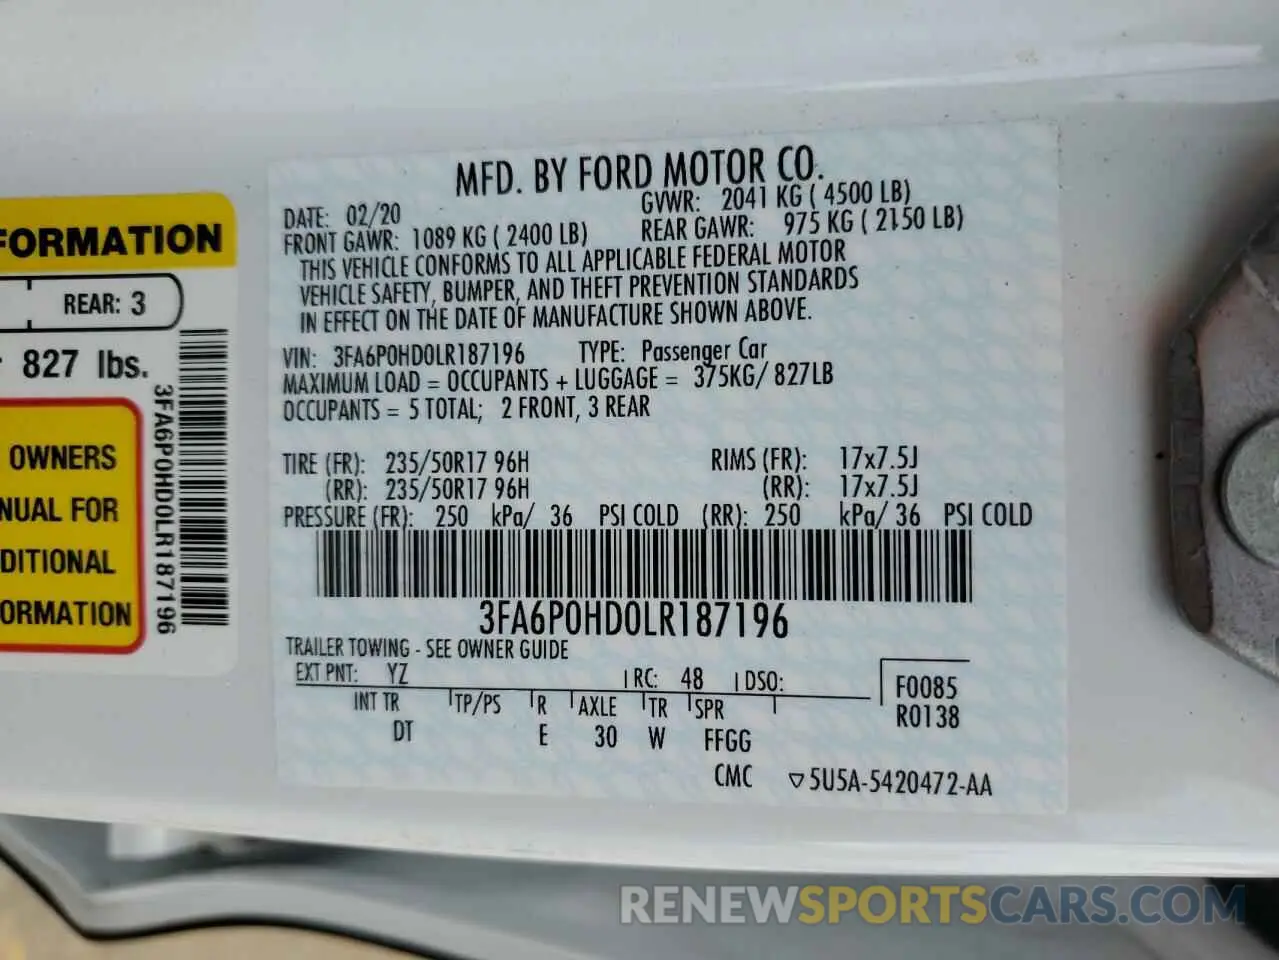 FORMATION
REAR: 3
827 lbs.
3FA6P0HD0LR187196
OWNERS
NUAL FOR
DITIONAL
ORMATION
MFD. BY FORD MOTOR CO.
DATE: 02/20 GVWR: 2041 KG ( 4500 LB)
FRONT GAWR: 1089 KG ( 2400 LB) REAR GAWR: 975 KG ( 2150 LB)
THIS VEHICLE CONFORMS TO ALL APPLICABLE FEDERAL MOTOR
VEHICLE SAFETY, BUMPER, AND THEFT PREVENTION STANDARDS
IN EFFECT ON THE DATE OF MANUFACTURE SHOWN ABOVE.
VIN: 3FA6P0HD0LR187196 TYPE: Passenger Car
MAXIMUM LOAD = OCCUPANTS + LUGGAGE = 375KG/ 827LB
OCCUPANTS = 5 TOTAL; 2 FRONT, 3 REAR
TIRE (FR): 235/50R17 96H RIMS (FR): 17x7.5J
(RR): 235/50R17 96H (RR): 17x7.5J
PRESSURE (FR): 250 kPa/ 36 PSI COLD (RR): 250 kPa/ 36 PSI COLD
3FA6P0HD0LR187196
TRAILER TOWING - SEE OWNER GUIDE
EXT PNT: YZ RC: 48 DSO:
F0085
R0138
INT TR TP/PS R AXLE TR SPR
DT E 30 W FFGG
CMC ▽5U5A-5420472-AA
RENEWSPORTSCARS.COM